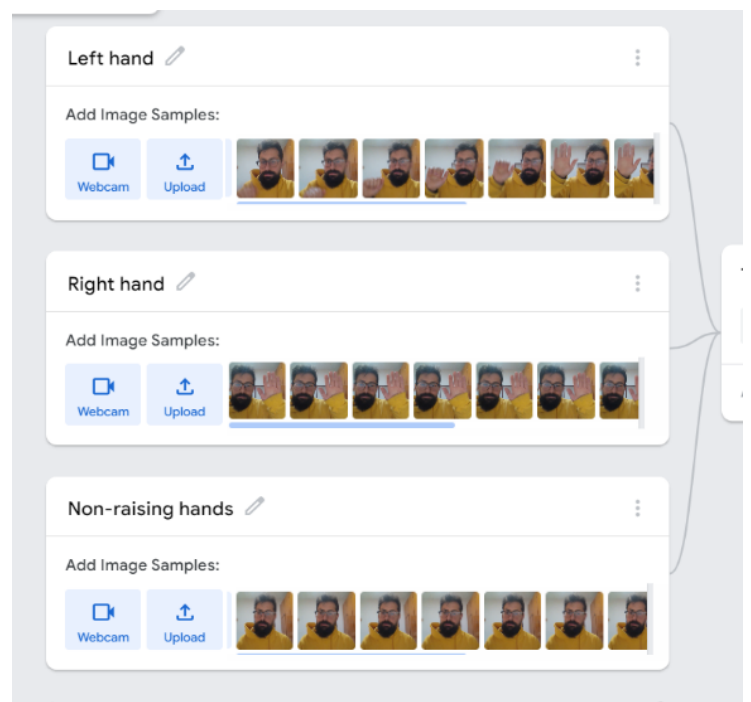 Left hand
Add Image Samples:
Webcam
Upload
Right hand
Add Image Samples:
Webcam
Upload
Non-raising hands
Add Image Samples:
Webcam
Upload